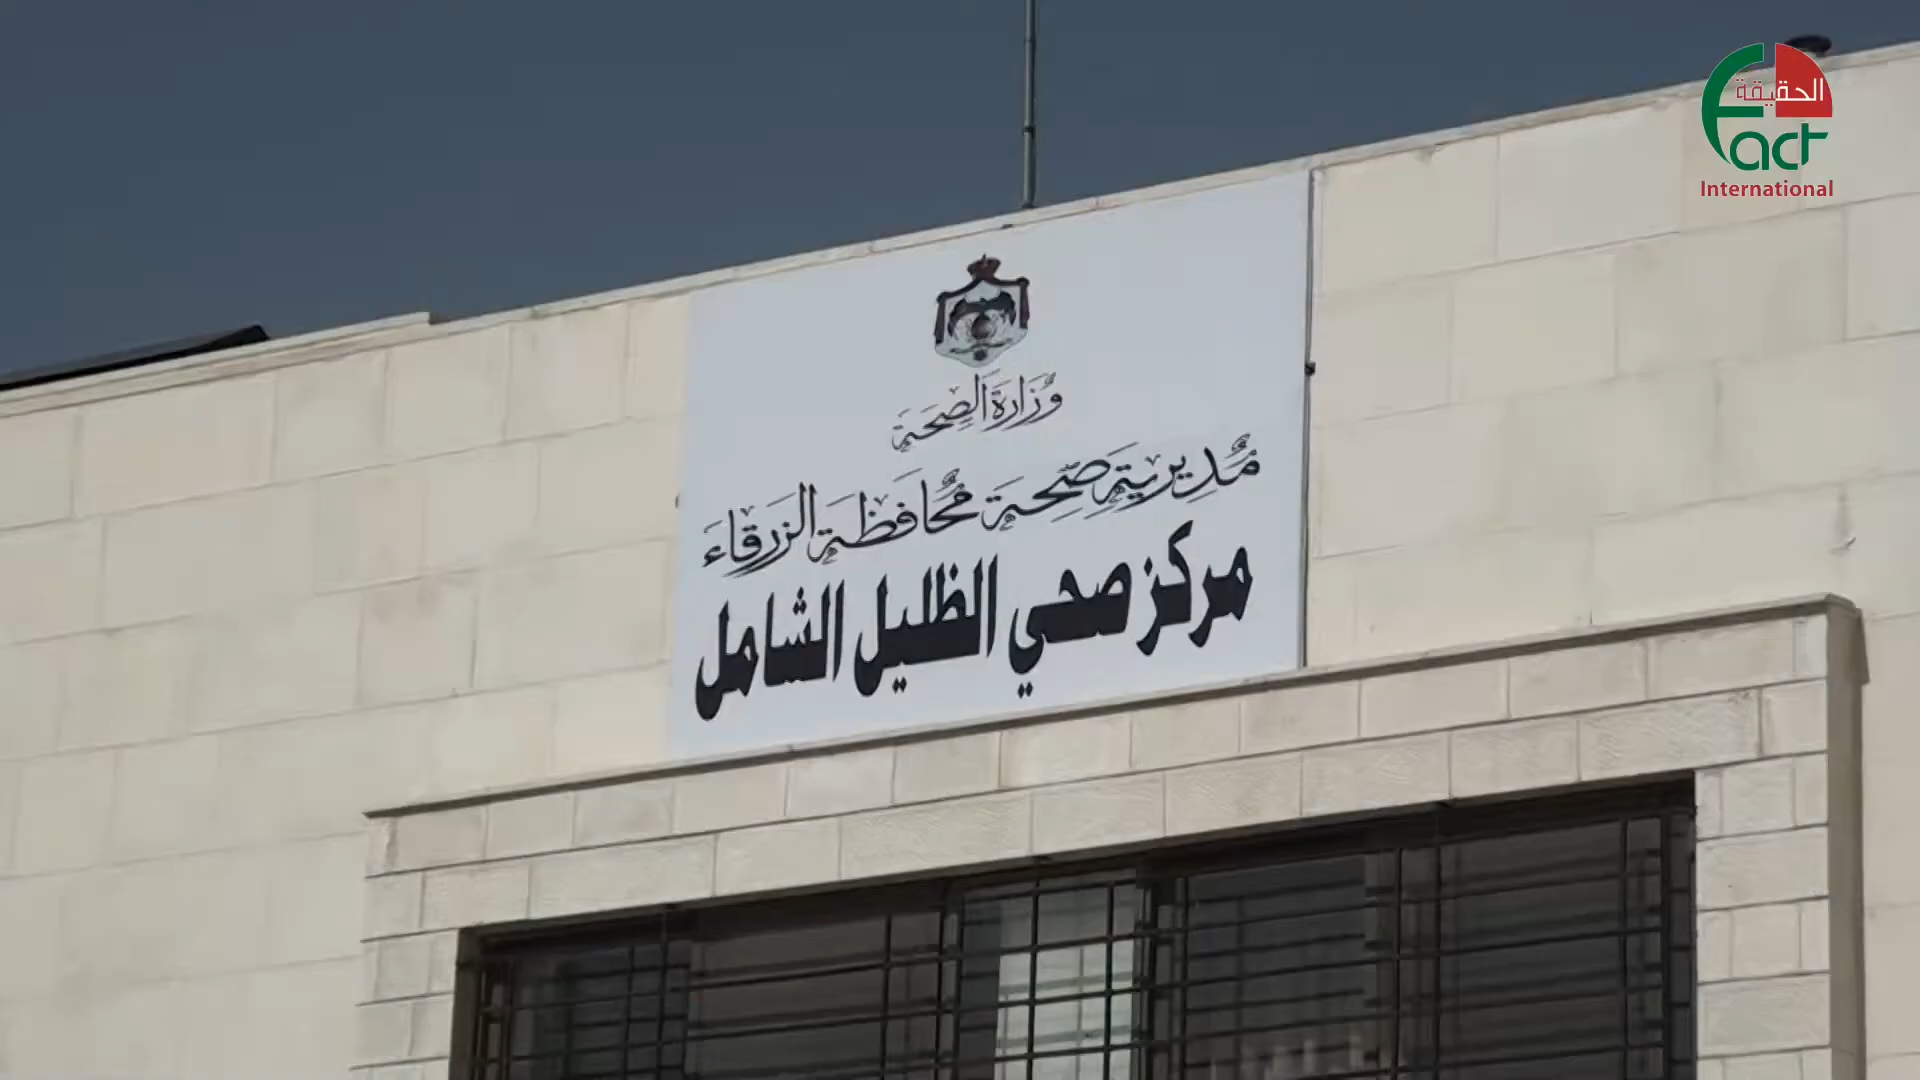 الحقيقة
Fact
International
وزارة الصحة
مديرية صحة محافظة الزرقاء
مركز صحي الظليل الشامل